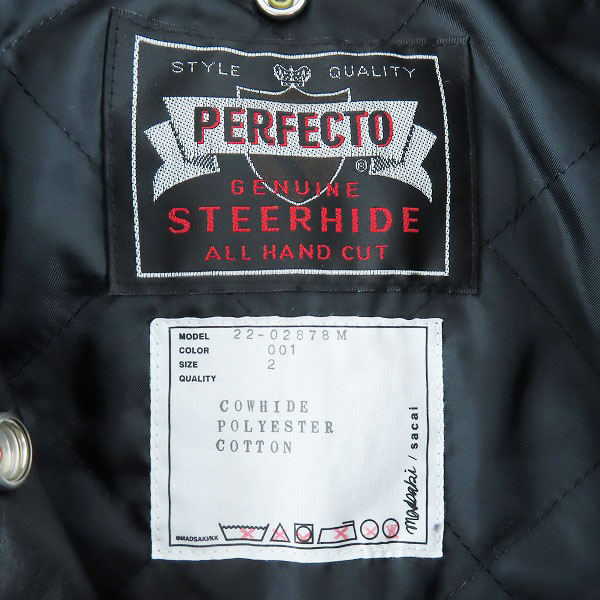 STYLE QUALITY
PERFECTO
®
GENUINE
STEERHIDE
ALL HAND CUT
MODEL 22-02878M
COLOR 001
SIZE 2
QUALITY
COWHIDE
POLYESTER
COTTON
madsaki / sacai
©MADSAKI/KK